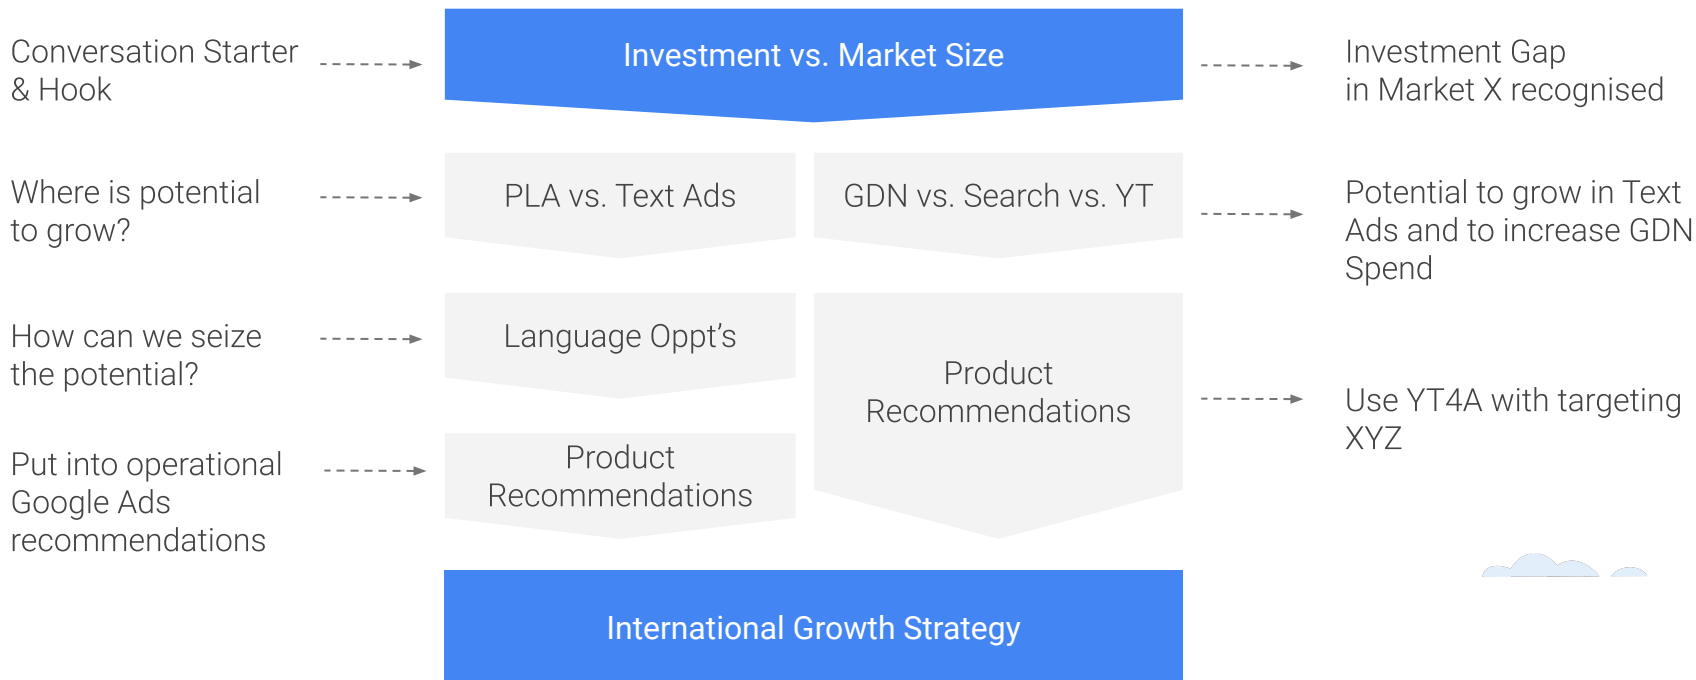 Conversation Starter
& Hook
Investment vs. Market Size
Investment Gap
in Market X recognised
Where is potential
to grow?
PLA vs. Text Ads
GDN vs. Search vs. YT
Potential to grow in Text
Ads and to increase GDN
Spend
How can we seize
the potential?
Language Oppt’s
Product
Recommendations
Use YT4A with targeting
XYZ
Put into operational
Google Ads
recommendations
Product
Recommendations
International Growth Strategy